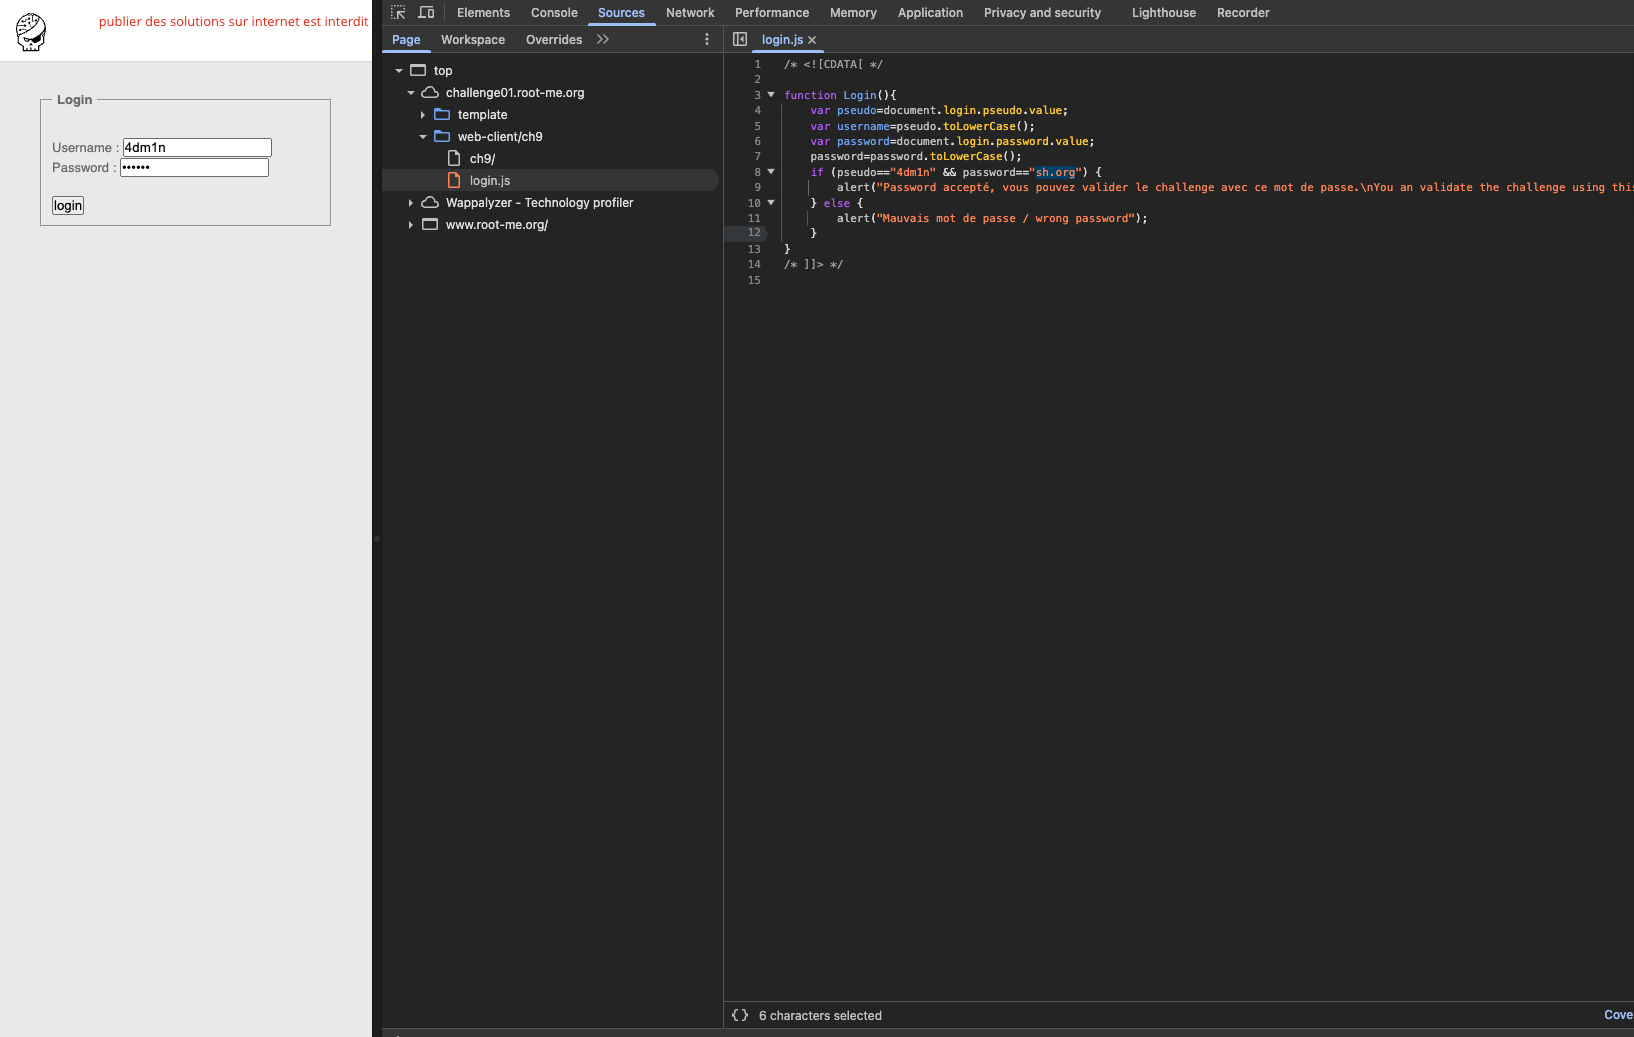 publier des solutions sur internet est interdit
Login
Username : 4dm1n
Password : ••••••
login
Elements Console Sources Network Performance Memory Application Privacy and security Lighthouse Recorder
Page Workspace Overrides
login.js
top
challenge01.root-me.org
template
web-client/ch9
ch9/
login.js
Wappalyzer - Technology profiler
www.root-me.org/
1 /* <![CDATA[ */
2
3 function Login(){
4 var pseudo=document.login.pseudo.value;
5 var username=pseudo.toLowerCase();
6 var password=document.login.password.value;
7 password=password.toLowerCase();
8 if (pseudo=="4dm1n" && password=="sh.org") {
9 alert("Password accepté, vous pouvez valider le challenge avec ce mot de passe.\nYou an validate the challenge using this
10 } else {
11 alert("Mauvais mot de passe / wrong password");
12 }
13 }
14 /* ]]> */
15
{} 6 characters selected
Cove